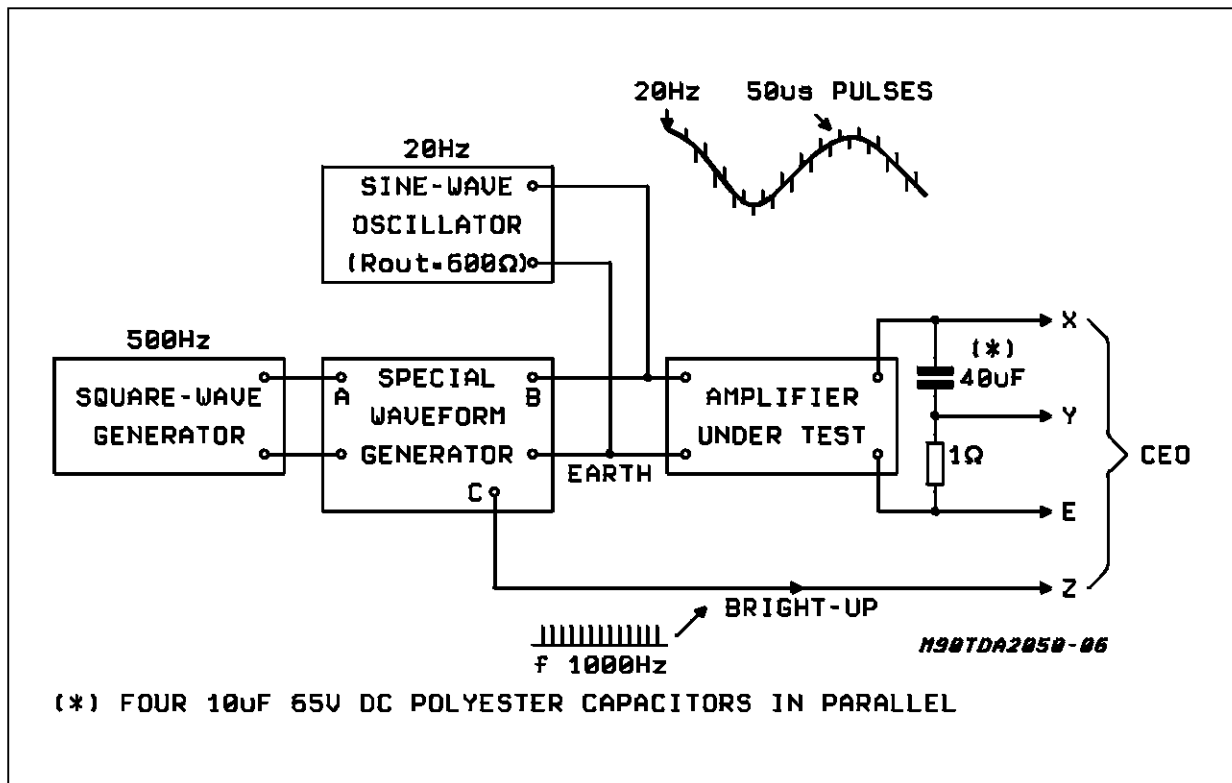 20Hz 50us PULSES
20Hz
SINE-WAVE
OSCILLATOR
(Rout=600Ω)
500Hz
SQUARE-WAVE
GENERATOR
A
SPECIAL
WAVEFORM
GENERATOR
B
C
EARTH
AMPLIFIER
UNDER TEST
(*)
40uF
1Ω
X
Y
E
Z
CEO
BRIGHT-UP
f 1000Hz
M90TDA2050-06
(*) FOUR 10uF 65V DC POLYESTER CAPACITORS IN PARALLEL